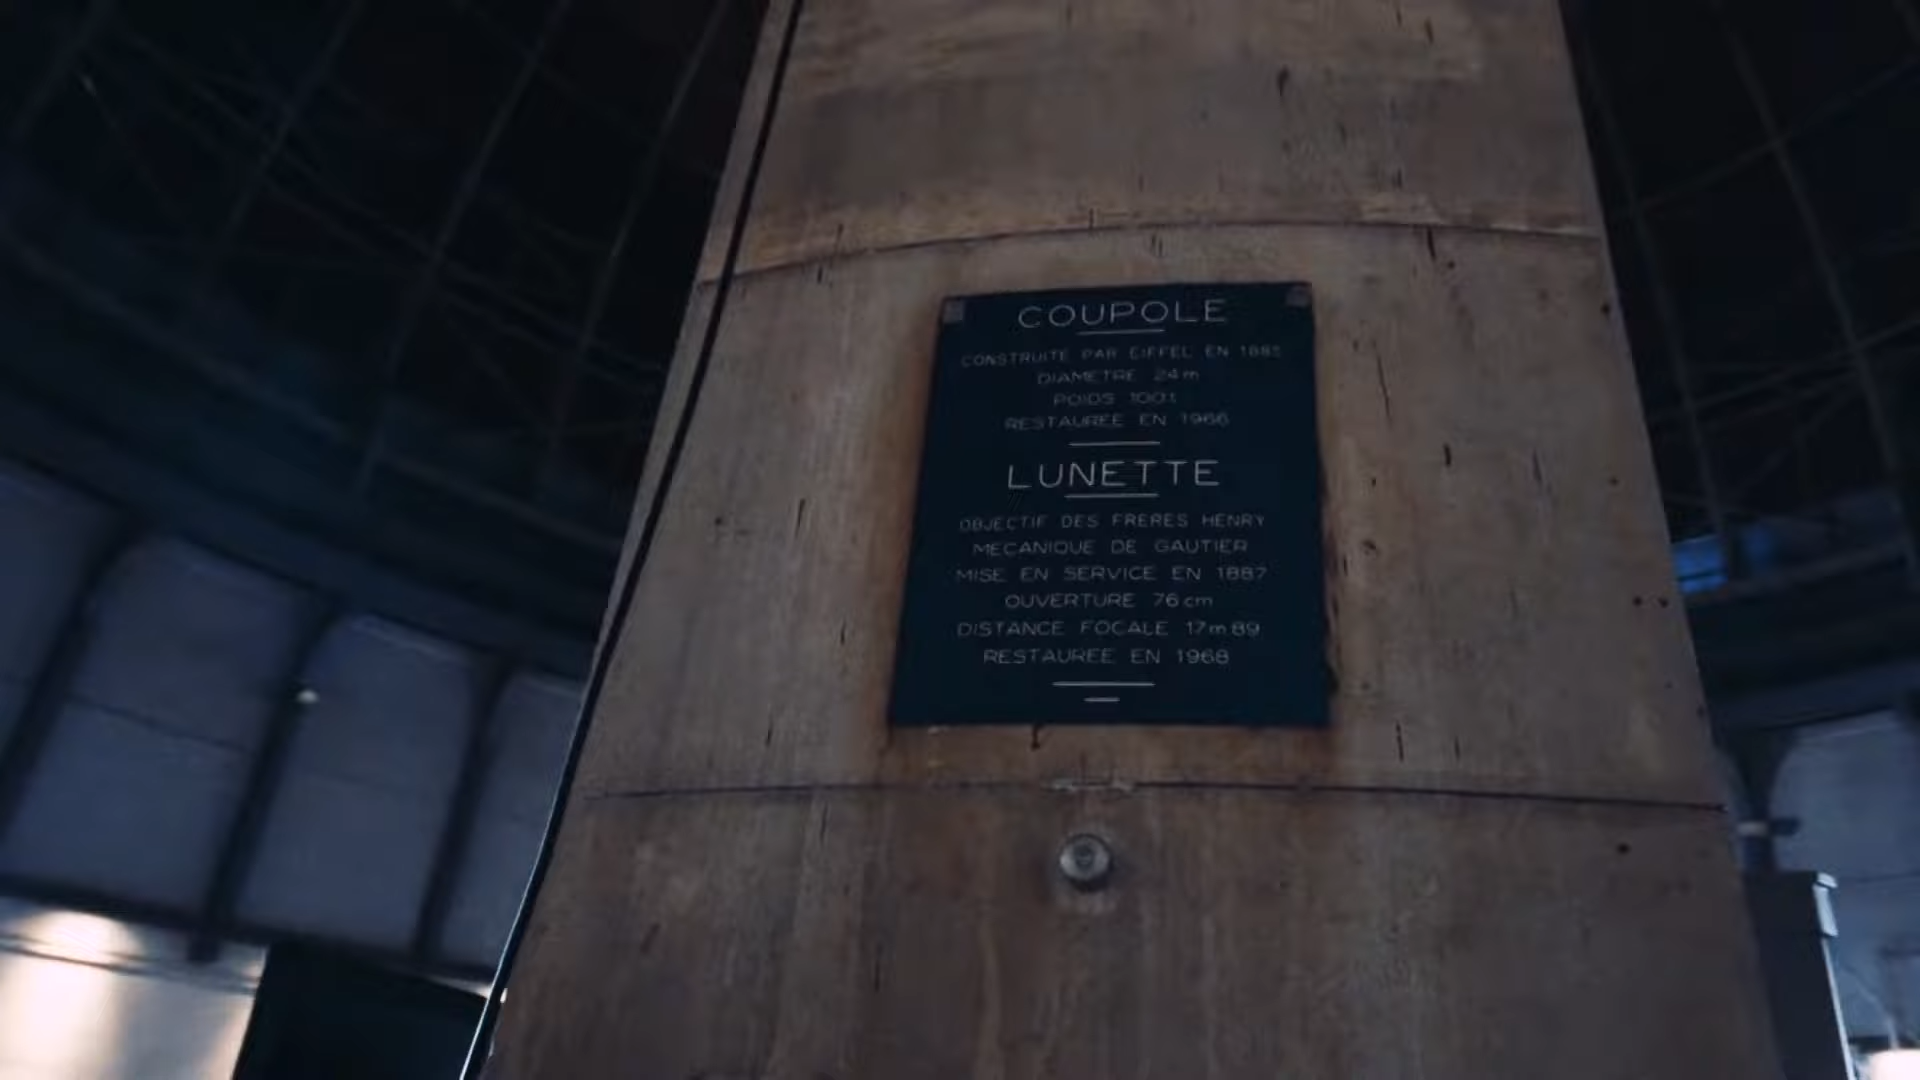 COUPOLE
CONSTRUITE PAR EIFFEL EN 1885
DIAMETRE 24 m
POIDS 100 t
RESTAUREE EN 1966
LUNETTE
OBJECTIF DES FRERES HENRY
MECANIQUE DE GAUTIER
MISE EN SERVICE EN 1887
OUVERTURE 76 cm
DISTANCE FOCALE 17 m 89
RESTAUREE EN 1968